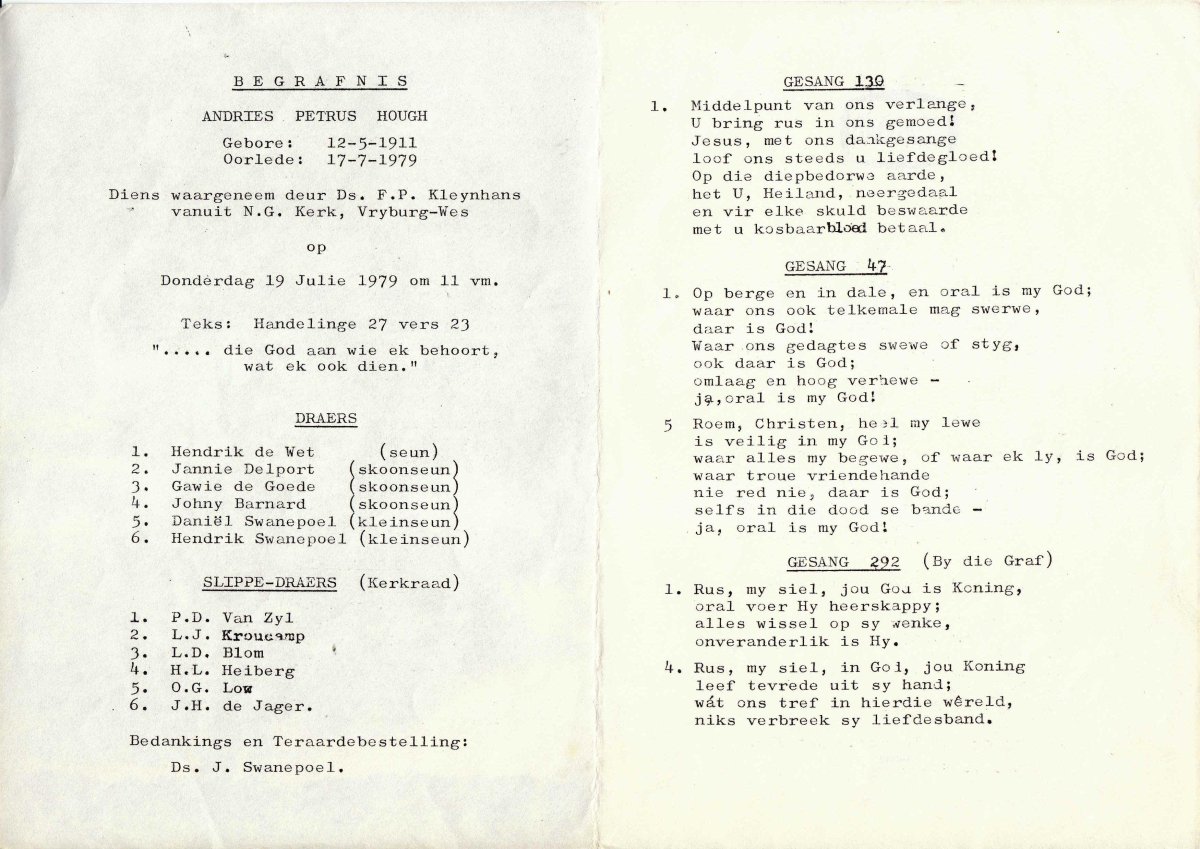 B E G R A F N I S
ANDRIES PETRUS HOUGH
Gebore: 12-5-1911
Oorlede: 17-7-1979
Diens waargeneem deur Ds. F.P. Kleynhans
vanuit N.G. Kerk, Vryburg-Wes
op
Donderdag 19 Julie 1979 om 11 vm.
Teks: Handelinge 27 vers 23
"..... die God aan wie ek behoort,
wat ek ook dien."
DRAERS
1. Hendrik de Wet (seun)
2. Jannie Delport (skoonseun)
3. Gawie de Goede (skoonseun)
4. Johny Barnard (skoonseun)
5. Daniël Swanepoel (kleinseun)
6. Hendrik Swanepoel (kleinseun)
SLIPPE-DRAERS (Kerkraad)
1. P.D. Van Zyl
2. L.J. Kroucamp
3. L.D. Blom
4. H.L. Heiberg
5. O.G. Low
6. J.H. de Jager.
Bedankings en Teraardebestelling:
Ds. J. Swanepoel.
GESANG 130
1. Middelpunt van ons verlange,
U bring rus in ons gemoed!
Jesus, met ons dankgesange
loof ons steeds u liefdegloed!
Op die diepbedorwe aarde,
het U, Heiland, neergedaal
en vir elke skuld beswaarde
met u kosbaarbloed betaal.
GESANG 47
1. Op berge en in dale, en oral is my God;
waar ons ook telkemale mag swerwe,
daar is God!
Waar ons gedagtes swewe of styg,
ook daar is God;
omlaag en hoog verhewe -
ja,oral is my God!
5 Roem, Christen, heel my lewe
is veilig in my God;
waar alles my begewe, of waar ek ly, is God;
waar troue vriendehande
nie red nie, daar is God;
selfs in die dood se bande -
ja, oral is my God!
GESANG 292 (By die Graf)
1. Rus, my siel, jou God is Koning,
oral voer Hy heerskappy;
alles wissel op sy wenke,
onveranderlik is Hy.
4. Rus, my siel, in God, jou Koning
leef tevrede uit sy hand;
wát ons tref in hierdie wêreld,
niks verbreek sy liefdesband.